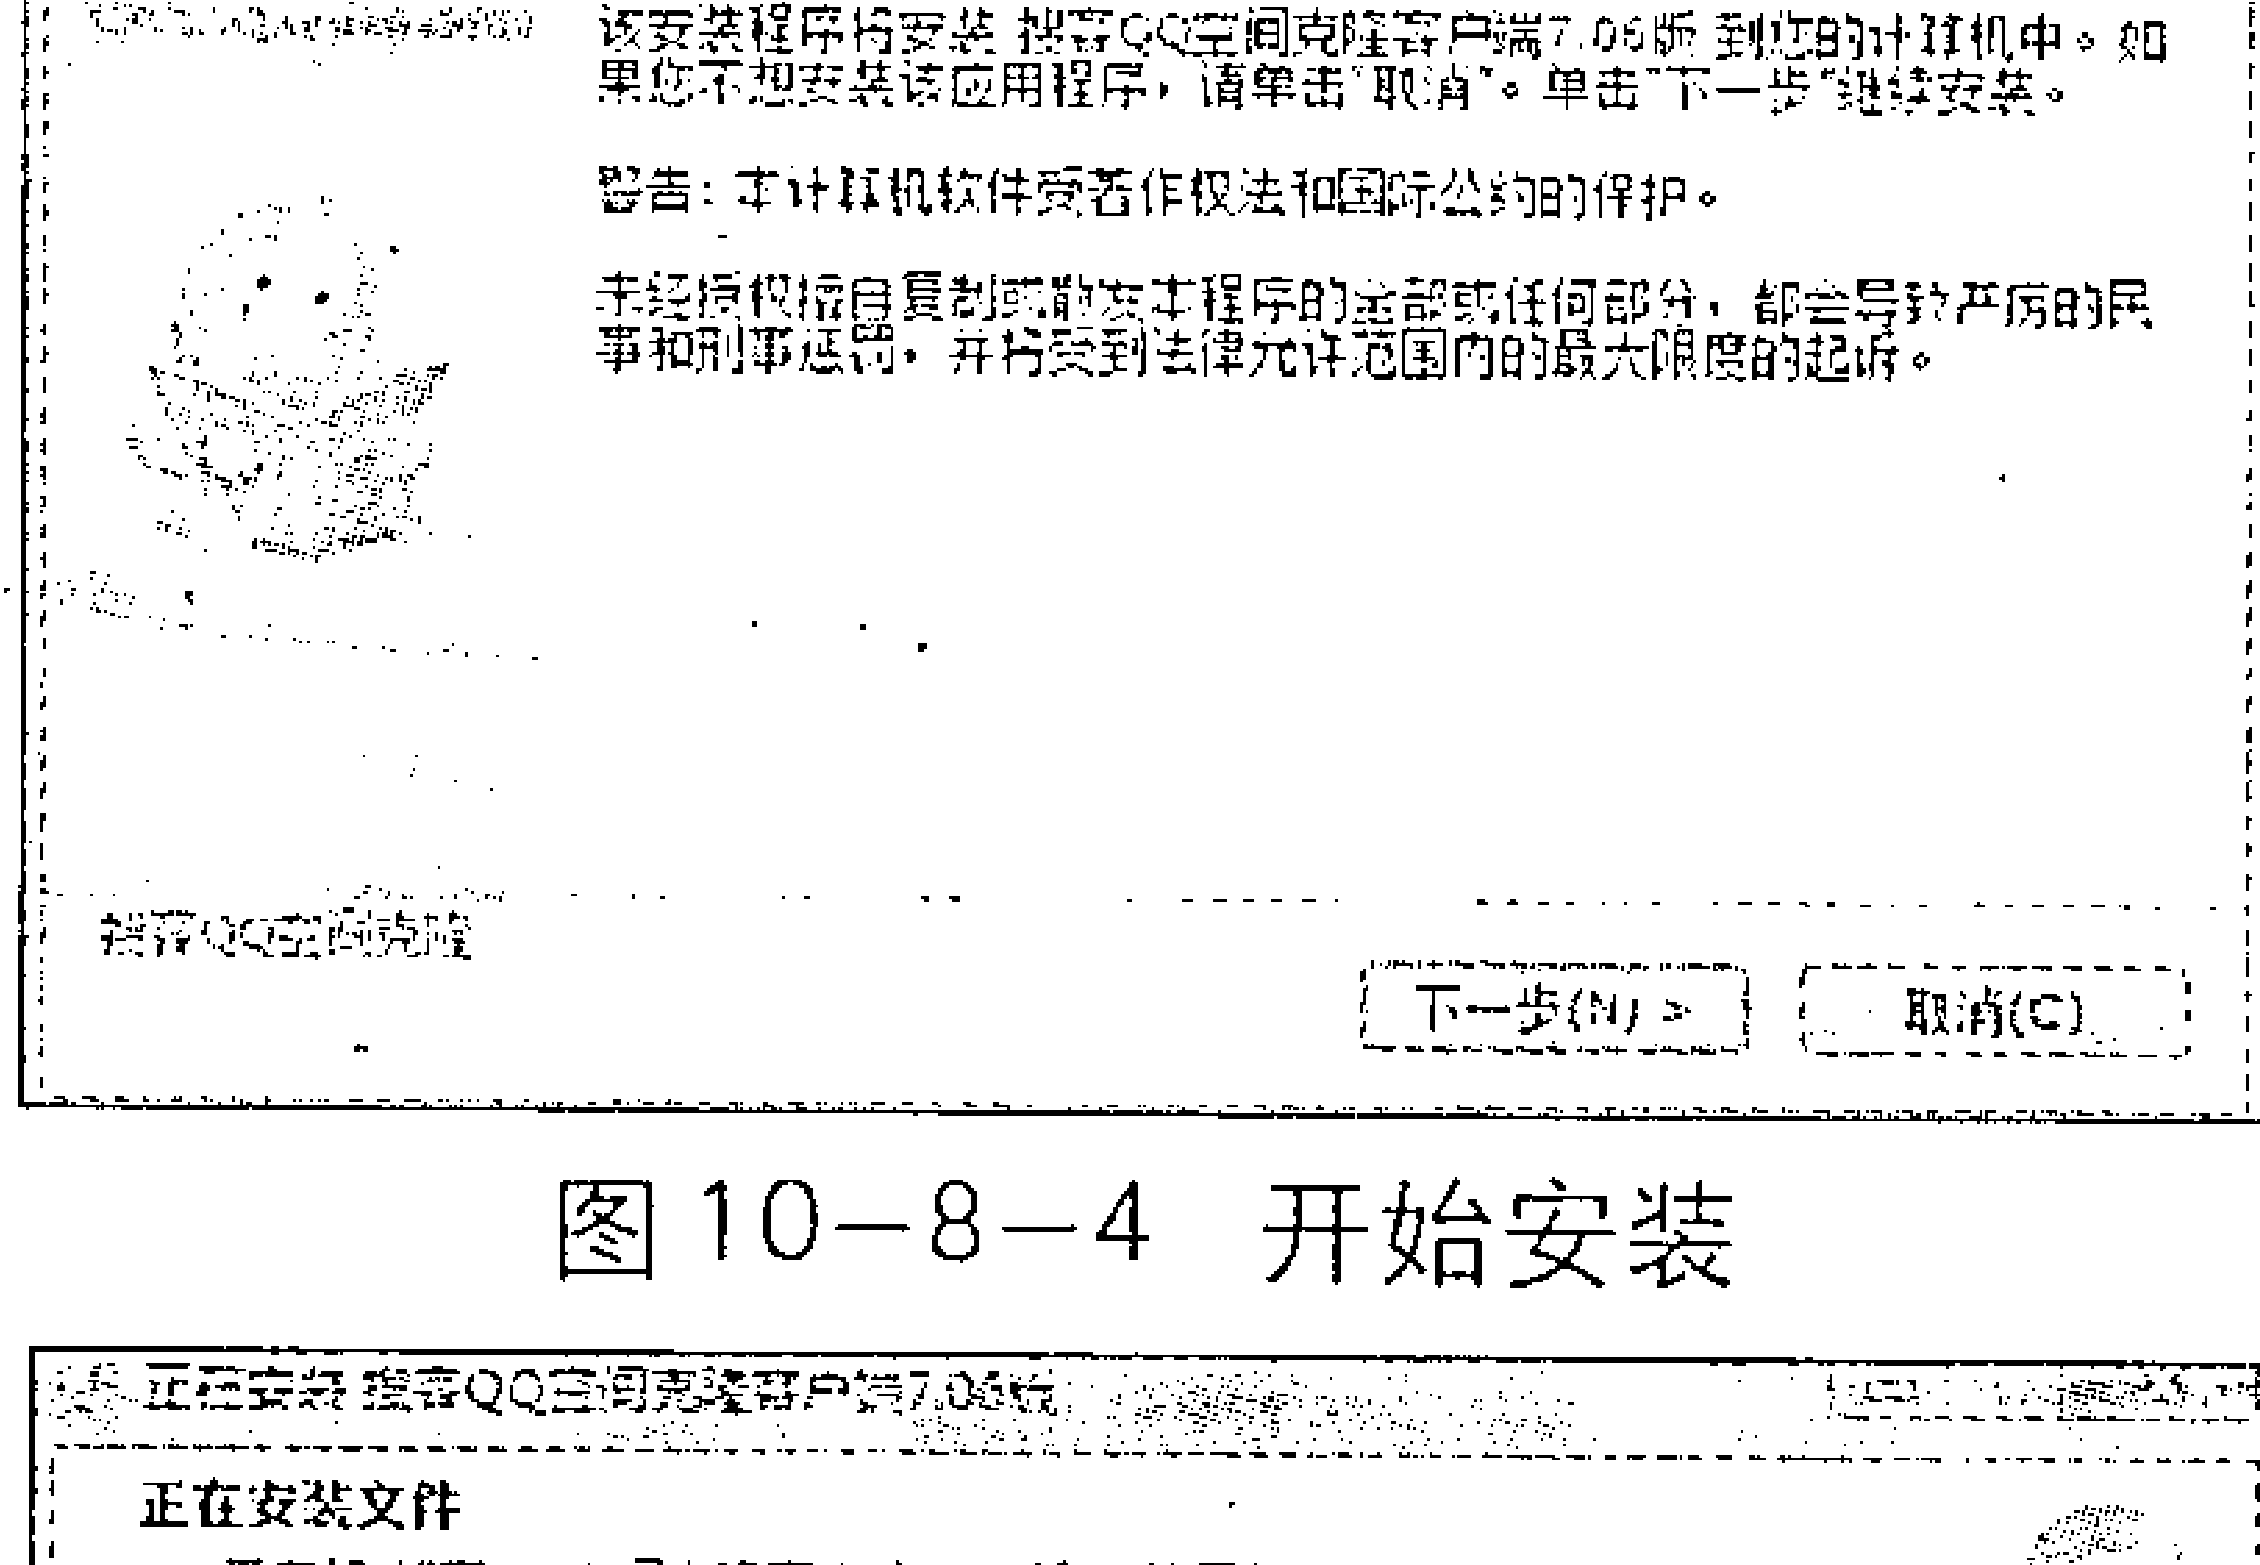 该安装程序将安装 搜客QQ空间克隆客户端7.06版 到您的计算机中。如
果您不想安装该应用程序，请单击"取消"。单击"下一步"继续安装。
警告：本计算机软件受著作权法和国际公约的保护。
未经授权擅自复制或散发本程序的全部或任何部分，都会导致严厉的民
事和刑事惩罚，并将受到法律允许范围内的最大限度的起诉。
搜客QQ空间克隆
下一步(N) >
取消(C)
图 10－8－4 开始安装
正在安装 搜客QQ空间克隆客户端7.06版
正在安装文件